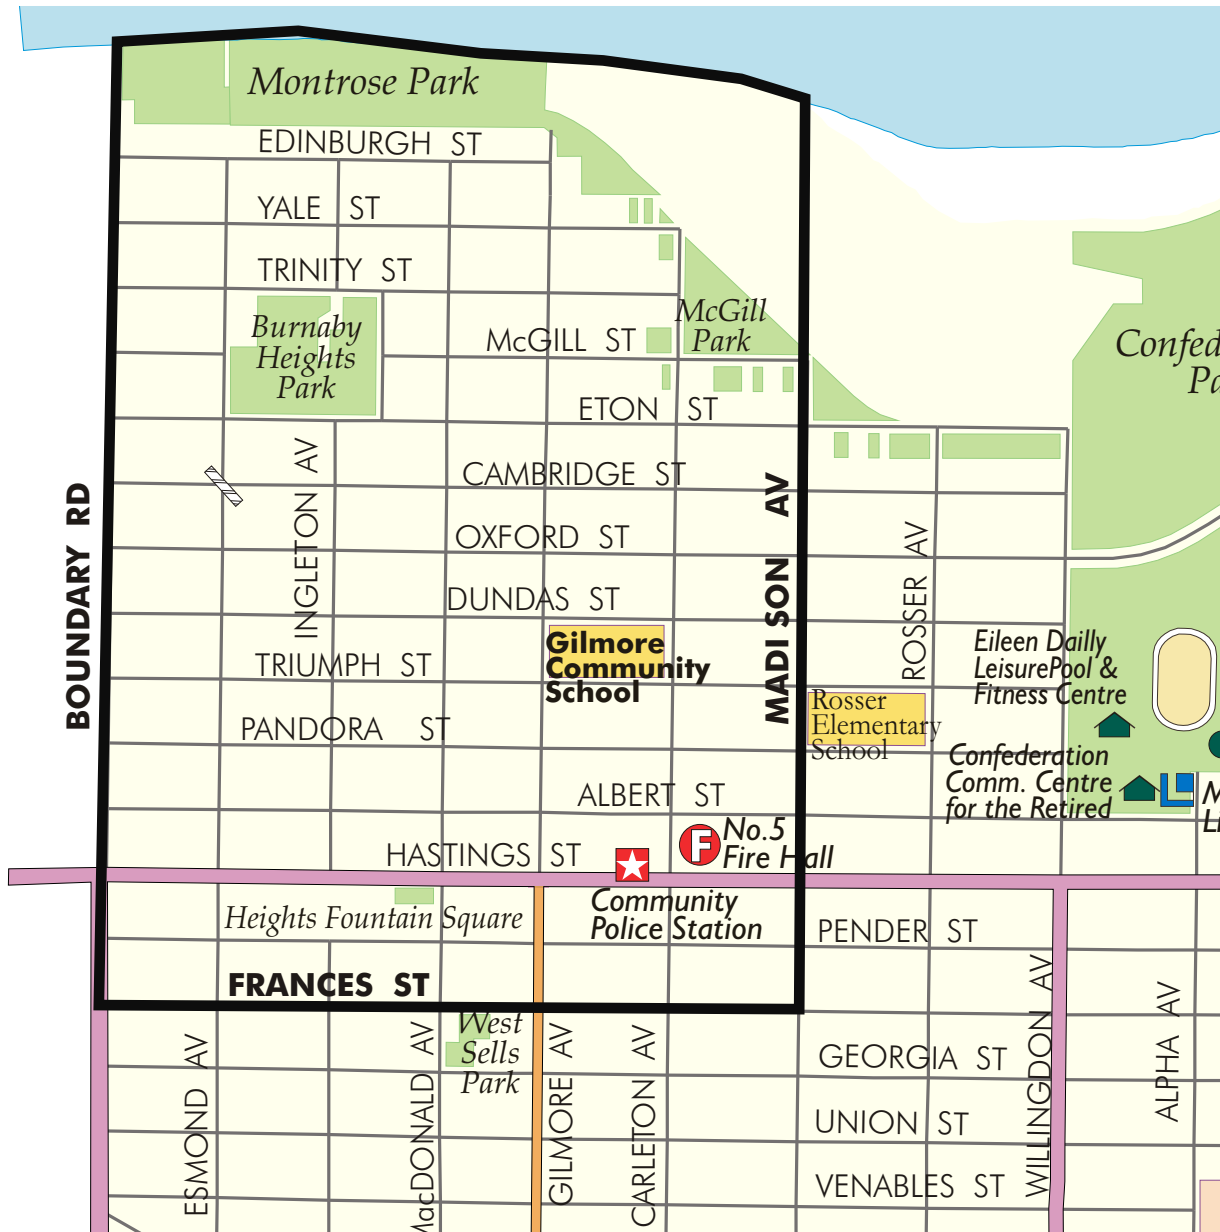 Montrose Park
EDINBURGH ST
YALE ST
TRINITY ST
Burnaby
Heights
Park
McGILL ST
McGill
Park
Confed
Pa
ETON ST
CAMBRIDGE ST
OXFORD ST
DUNDAS ST
INGLETON AV
BOUNDARY RD
MADI SON AV
ROSSER AV
Gilmore
Community
School
TRIUMPH ST
PANDORA ST
Rosser
Elementary
School
Eileen Dailly
LeisurePool &
Fitness Centre
Confederation
Comm. Centre
for the Retired
M
Li
ALBERT ST
HASTINGS ST
F
No.5
Fire Hall
Community
Police Station
Heights Fountain Square
PENDER ST
FRANCES ST
West
Sells
Park
GEORGIA ST
UNION ST
VENABLES ST
ESMOND AV
MacDONALD AV
GILMORE AV
CARLETON AV
WILLINGDON AV
ALPHA AV